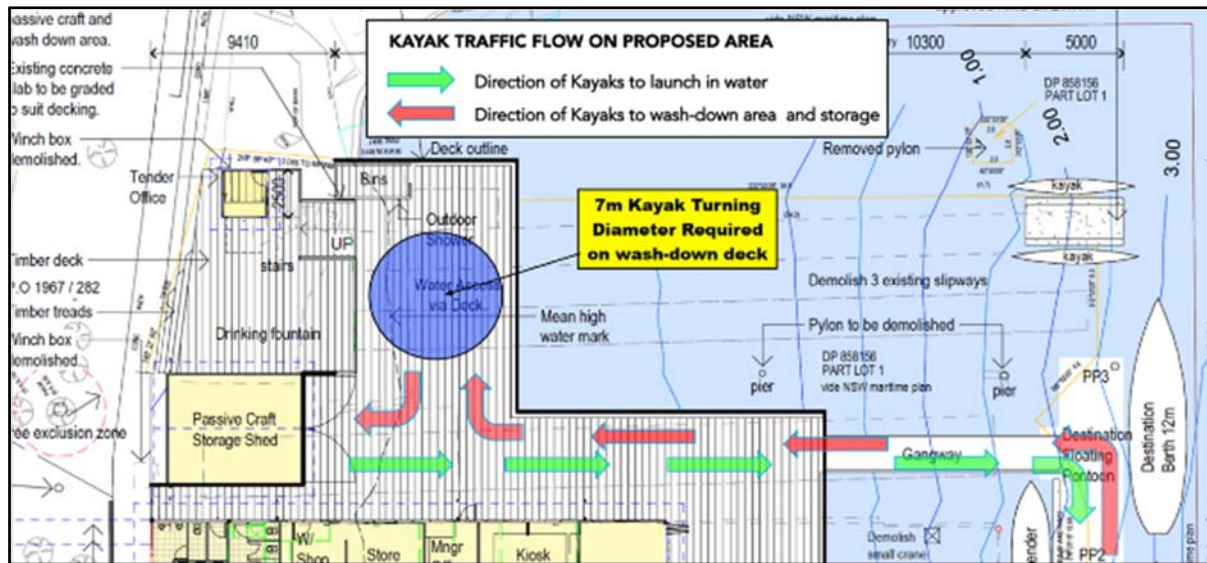 passive craft and
wash down area.
Existing concrete
slab to be graded
to suit decking.
Winch box
demolished.
Tender
Office
Timber deck
P.O 1967 / 282
Timber treads
Winch box
demolished.
tree exclusion zone
9410
KAYAK TRAFFIC FLOW ON PROPOSED AREA
Direction of Kayaks to launch in water
Direction of Kayaks to wash-down area and storage
10300
5000
1.00
2.00
3.00
DP 858156
PART LOT 1
Removed pylon
Deck outline
Bins
2500
Outdoor
Shower
UP
stairs
7m Kayak Turning
Diameter Required
on wash-down deck
Water Access
via Deck
Drinking fountain
Mean high
water mark
kayak
kayak
Demolish 3 existing slipways
Pylon to be demolished
DP 858156
PART LOT 1
vide NSW maritime plan
pier
pier
PP3
Destination
Berth 12m
Passive Craft
Storage Shed
Gangway
Destination
Floating
Pontoon
W/
Shop
Store
Mngr
Kiosk
Demolish
small crane
Tender
PP2